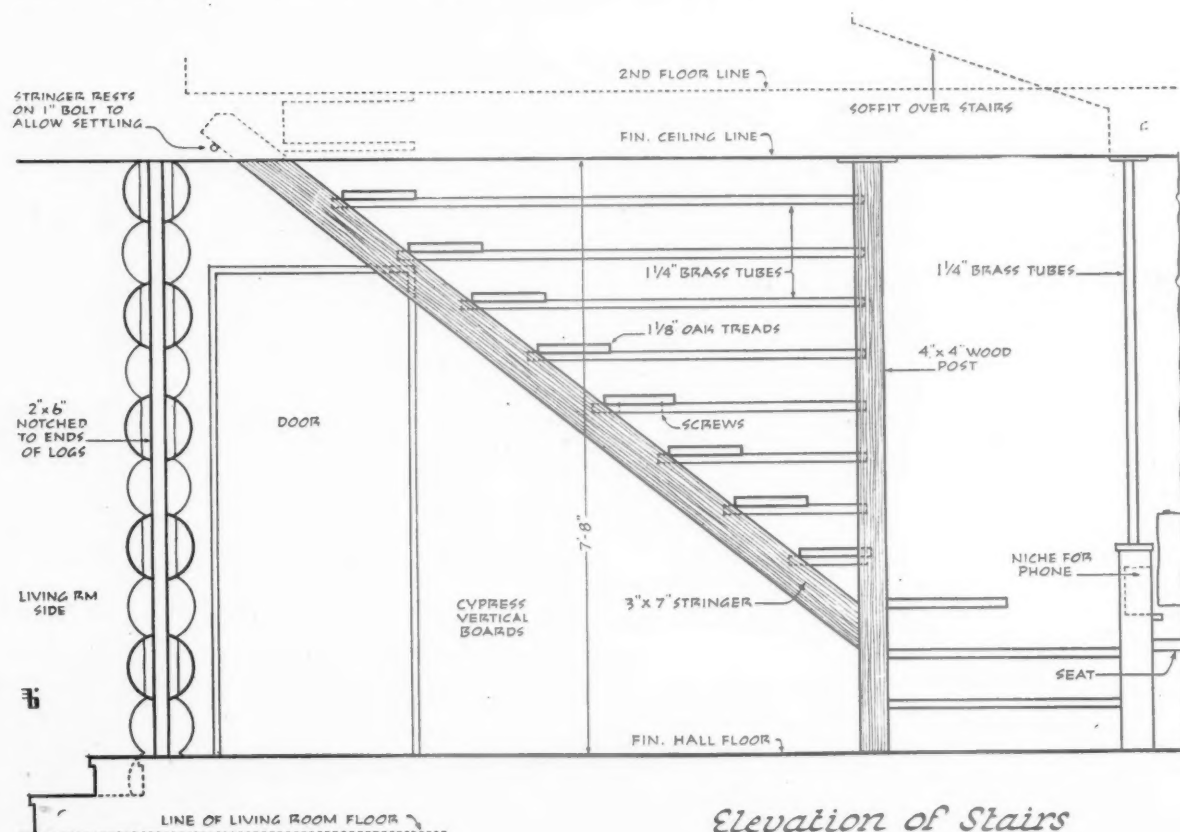 2ND FLOOR LINE
STRINGER RESTS
ON 1" BOLT TO
ALLOW SETTLING
SOFFIT OVER STAIRS
FIN. CEILING LINE
1 1/4" BRASS TUBES
1 1/4" BRASS TUBES
1 1/8" OAK TREADS
4" x 4" WOOD
POST
2" x 6"
NOTCHED
TO ENDS
OF LOGS
DOOR
SCREWS
7'-8"
NICHE FOR
PHONE
LIVING RM
SIDE
CYPRESS
VERTICAL
BOARDS
3" x 7" STRINGER
SEAT
FIN. HALL FLOOR
LINE OF LIVING ROOM FLOOR
Elevation of Stairs